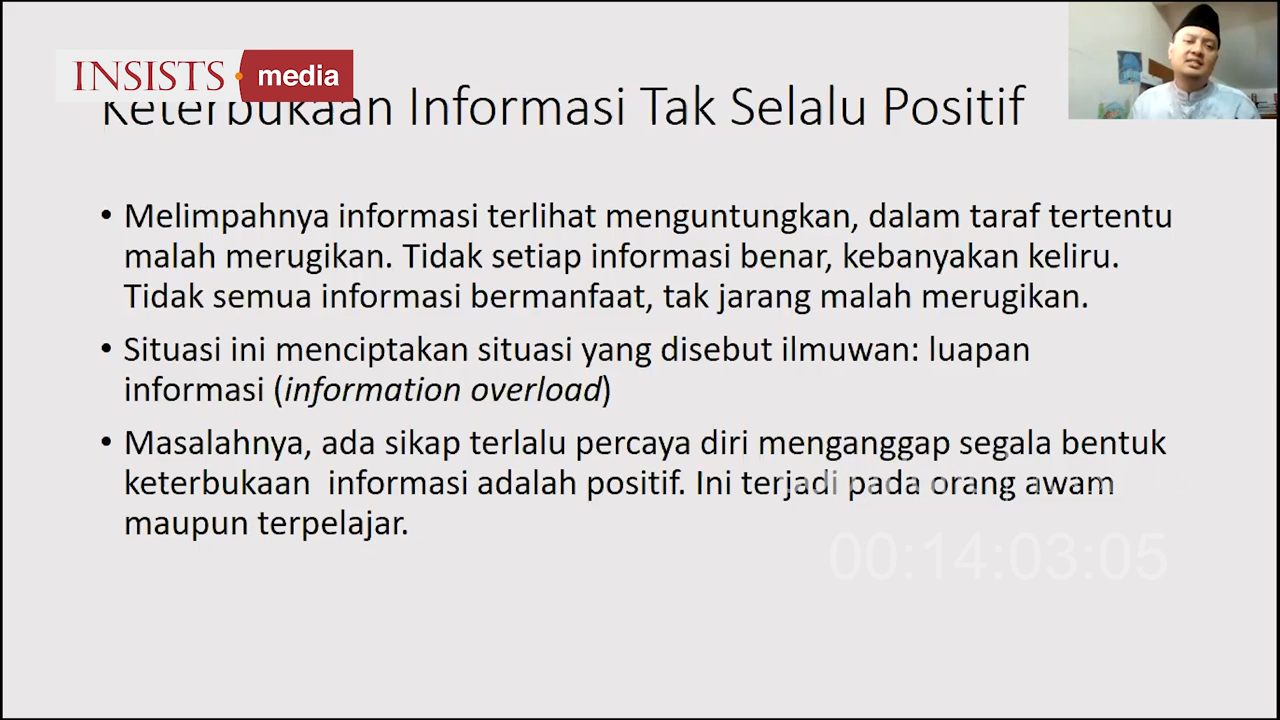 INSISTS media
Keterbukaan Informasi Tak Selalu Positif
• Melimpahnya informasi terlihat menguntungkan, dalam taraf tertentu
malah merugikan. Tidak setiap informasi benar, kebanyakan keliru.
Tidak semua informasi bermanfaat, tak jarang malah merugikan.
• Situasi ini menciptakan situasi yang disebut ilmuwan: luapan
informasi (information overload)
• Masalahnya, ada sikap terlalu percaya diri menganggap segala bentuk
keterbukaan informasi adalah positif. Ini terjadi pada orang awam
maupun terpelajar.
00:14:03:05